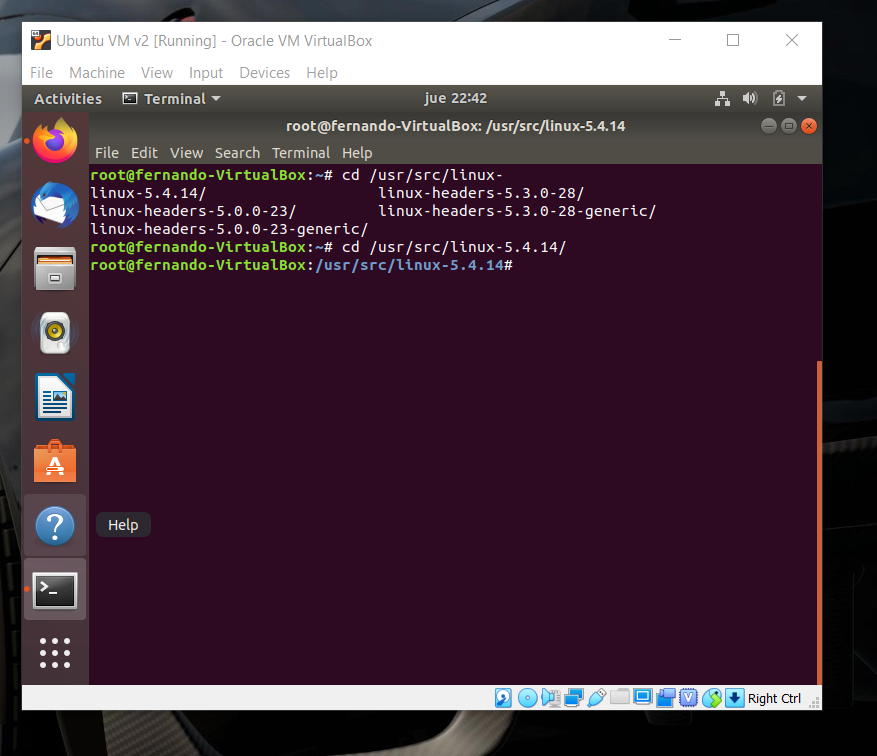 Ubuntu VM v2 [Running] - Oracle VM VirtualBox
File Machine View Input Devices Help
Activities Terminal jue 22:42
root@fernando-VirtualBox: /usr/src/linux-5.4.14
File Edit View Search Terminal Help
root@fernando-VirtualBox:~# cd /usr/src/linux-
linux-5.4.14/ linux-headers-5.3.0-28/
linux-headers-5.0.0-23/ linux-headers-5.3.0-28-generic/
linux-headers-5.0.0-23-generic/
root@fernando-VirtualBox:~# cd /usr/src/linux-5.4.14/
root@fernando-VirtualBox:/usr/src/linux-5.4.14#
Help
Right Ctrl